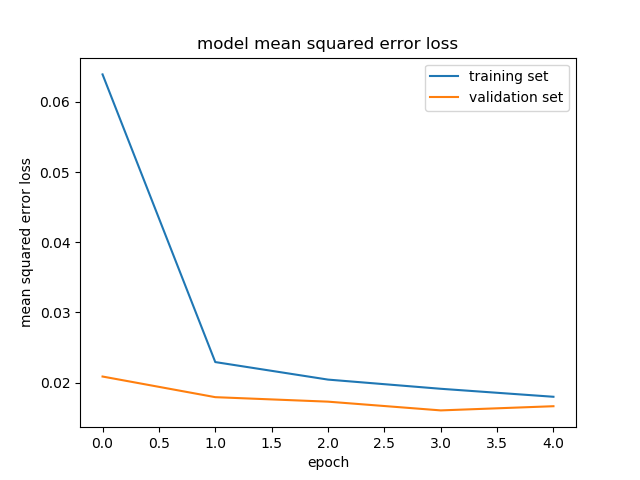 model mean squared error loss
training set
validation set
0.06
0.05
0.04
0.03
0.02
mean squared error loss
0.0 0.5 1.0 1.5 2.0 2.5 3.0 3.5 4.0
epoch